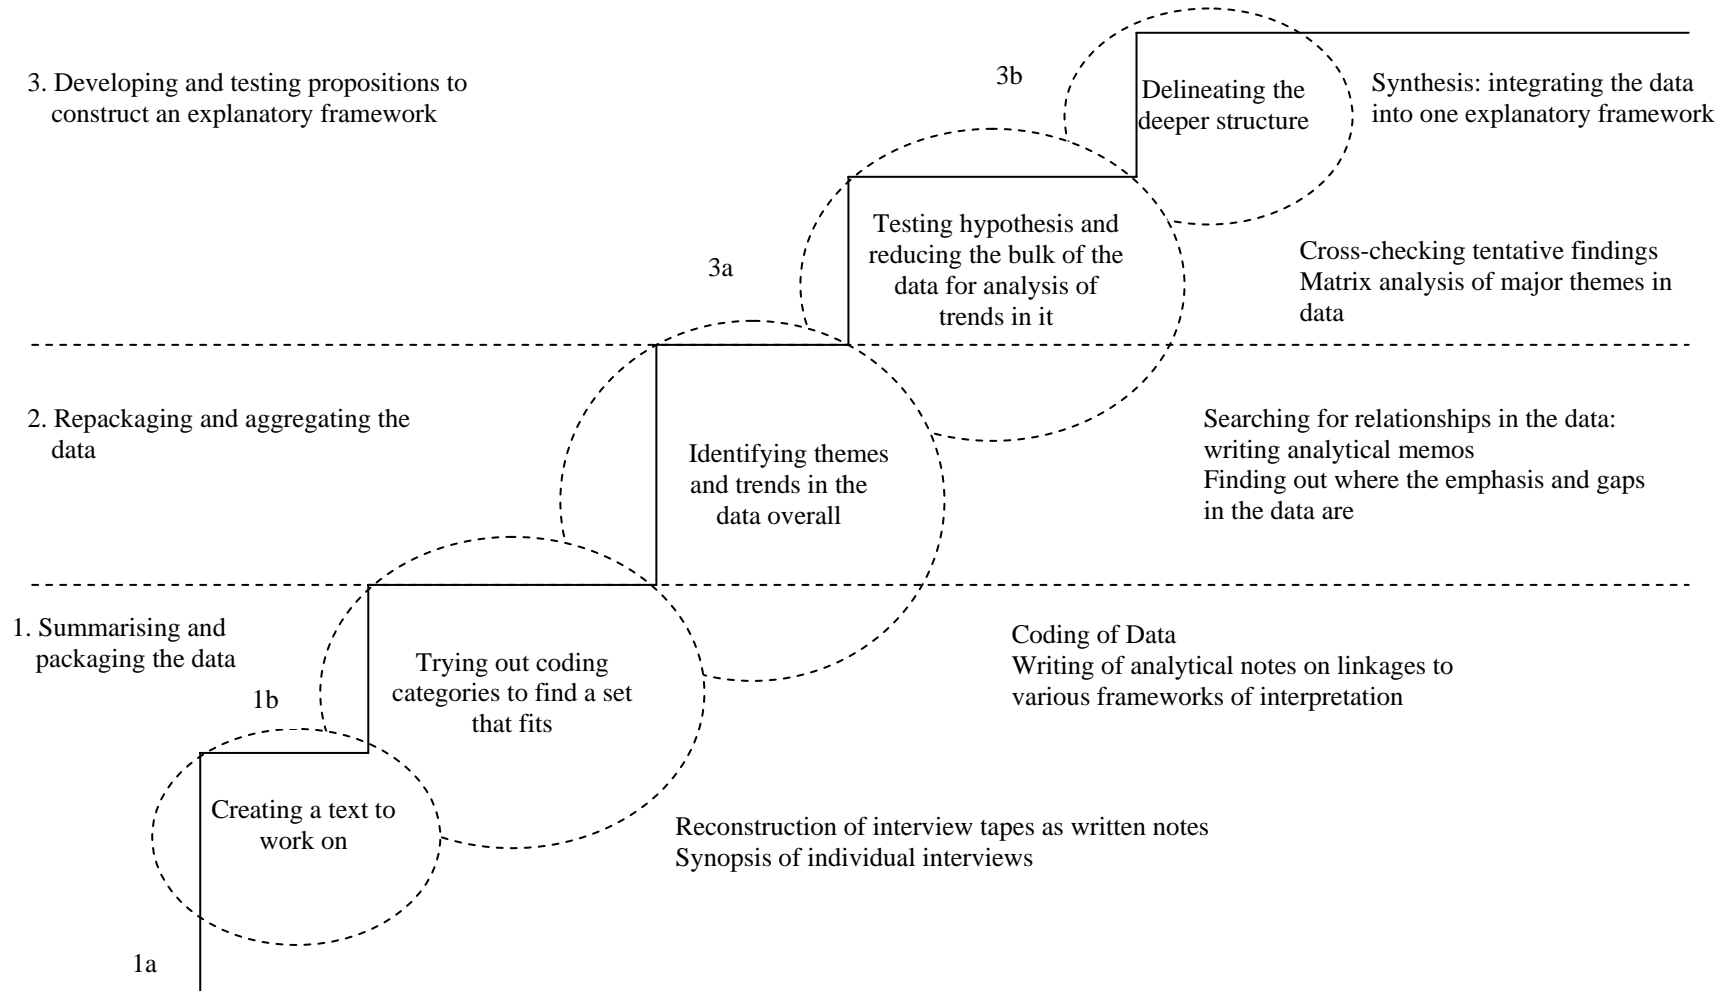 3. Developing and testing propositions to
construct an explanatory framework
3b
Delineating the
deeper structure
Synthesis: integrating the data
into one explanatory framework
3a
Testing hypothesis and
reducing the bulk of the
data for analysis of
trends in it
Cross-checking tentative findings
Matrix analysis of major themes in
data
2. Repackaging and aggregating the
data
Identifying themes
and trends in the
data overall
Searching for relationships in the data:
writing analytical memos
Finding out where the emphasis and gaps
in the data are
1. Summarising and
packaging the data
1b
Trying out coding
categories to find a set
that fits
Coding of Data
Writing of analytical notes on linkages to
various frameworks of interpretation
Creating a text to
work on
Reconstruction of interview tapes as written notes
Synopsis of individual interviews
1a